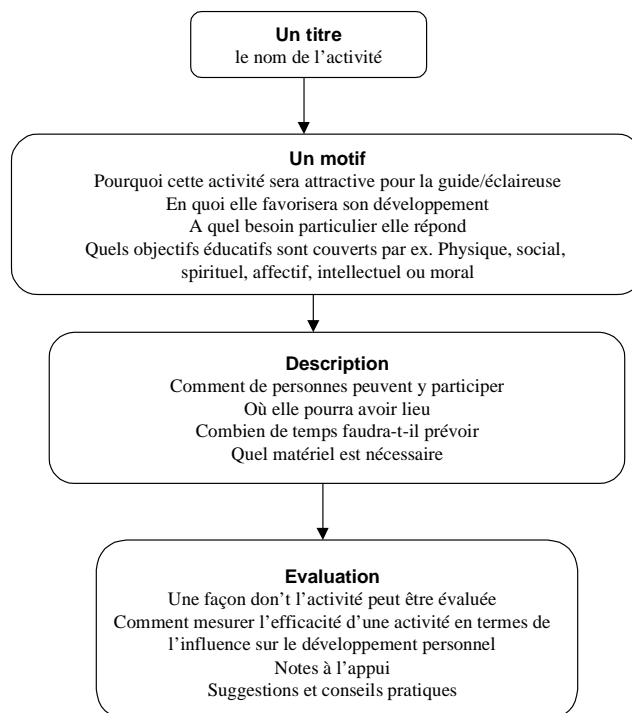 Un titre
le nom de l’activité
Un motif
Pourquoi cette activité sera attractive pour la guide/éclaireuse
En quoi elle favorisera son développement
A quel besoin particulier elle répond
Quels objectifs éducatifs sont couverts par ex. Physique, social,
spirituel, affectif, intellectuel ou moral
Description
Comment de personnes peuvent y participer
Où elle pourra avoir lieu
Combien de temps faudra-t-il prévoir
Quel matériel est nécessaire
Evaluation
Une façon don’t l’activité peut être évaluée
Comment mesurer l’efficacité d’une activité en termes de
l’influence sur le développement personnel
Notes à l’appui
Suggestions et conseils pratiques